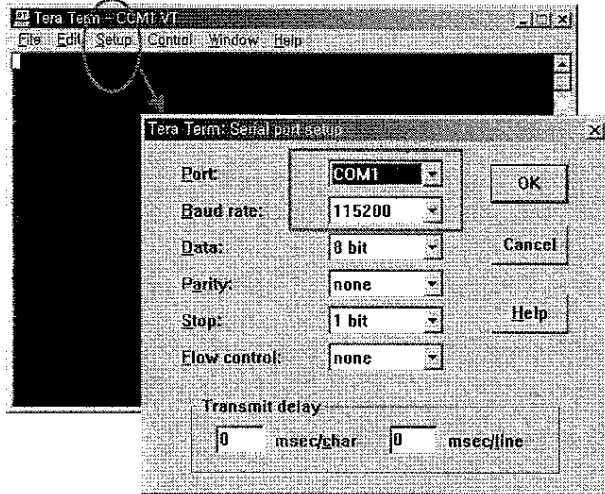 Tera Term - COM1 VT
File Edit Setup Control Window Help
Tera Term: Serial port setup
Port: COM1
Baud rate: 115200
Data: 8 bit
Parity: none
Stop: 1 bit
Flow control: none
OK
Cancel
Help
Transmit delay
0 msec/char 0 msec/line